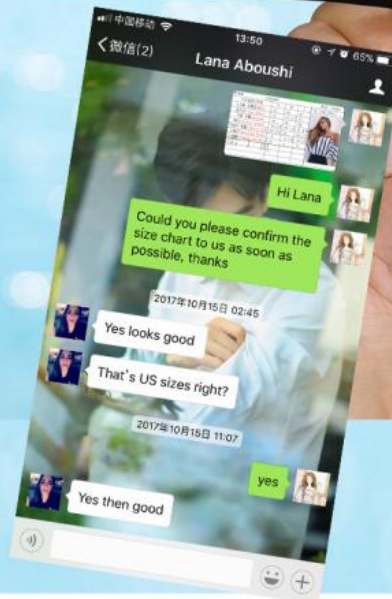 中国移动
13:50
65%
微信(2)
Lana Aboushi
Hi Lana
Could you please confirm the
size chart to us as soon as
possible, thanks
2017年10月15日 02:45
Yes looks good
That's US sizes right?
2017年10月15日 11:07
yes
Yes then good